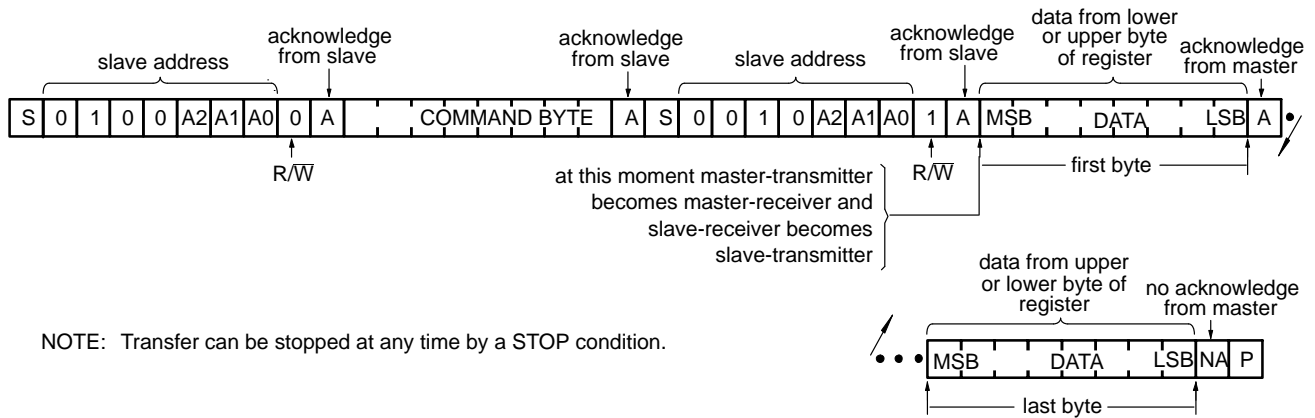 data from lower
or upper byte
of register
acknowledge
from slave
acknowledge
from slave
acknowledge
from slave
acknowledge
from master
slave address
slave address
S 0 1 0 0 A2 A1 A0 0 A COMMAND BYTE A S 0 0 1 0 A2 A1 A0 1 A MSB DATA LSB A
R/W̅
R/W̅
first byte
at this moment master-transmitter
becomes master-receiver and
slave-receiver becomes
slave-transmitter
data from upper
or lower byte of
register
no acknowledge
from master
NOTE: Transfer can be stopped at any time by a STOP condition.
MSB DATA LSB NA P
last byte